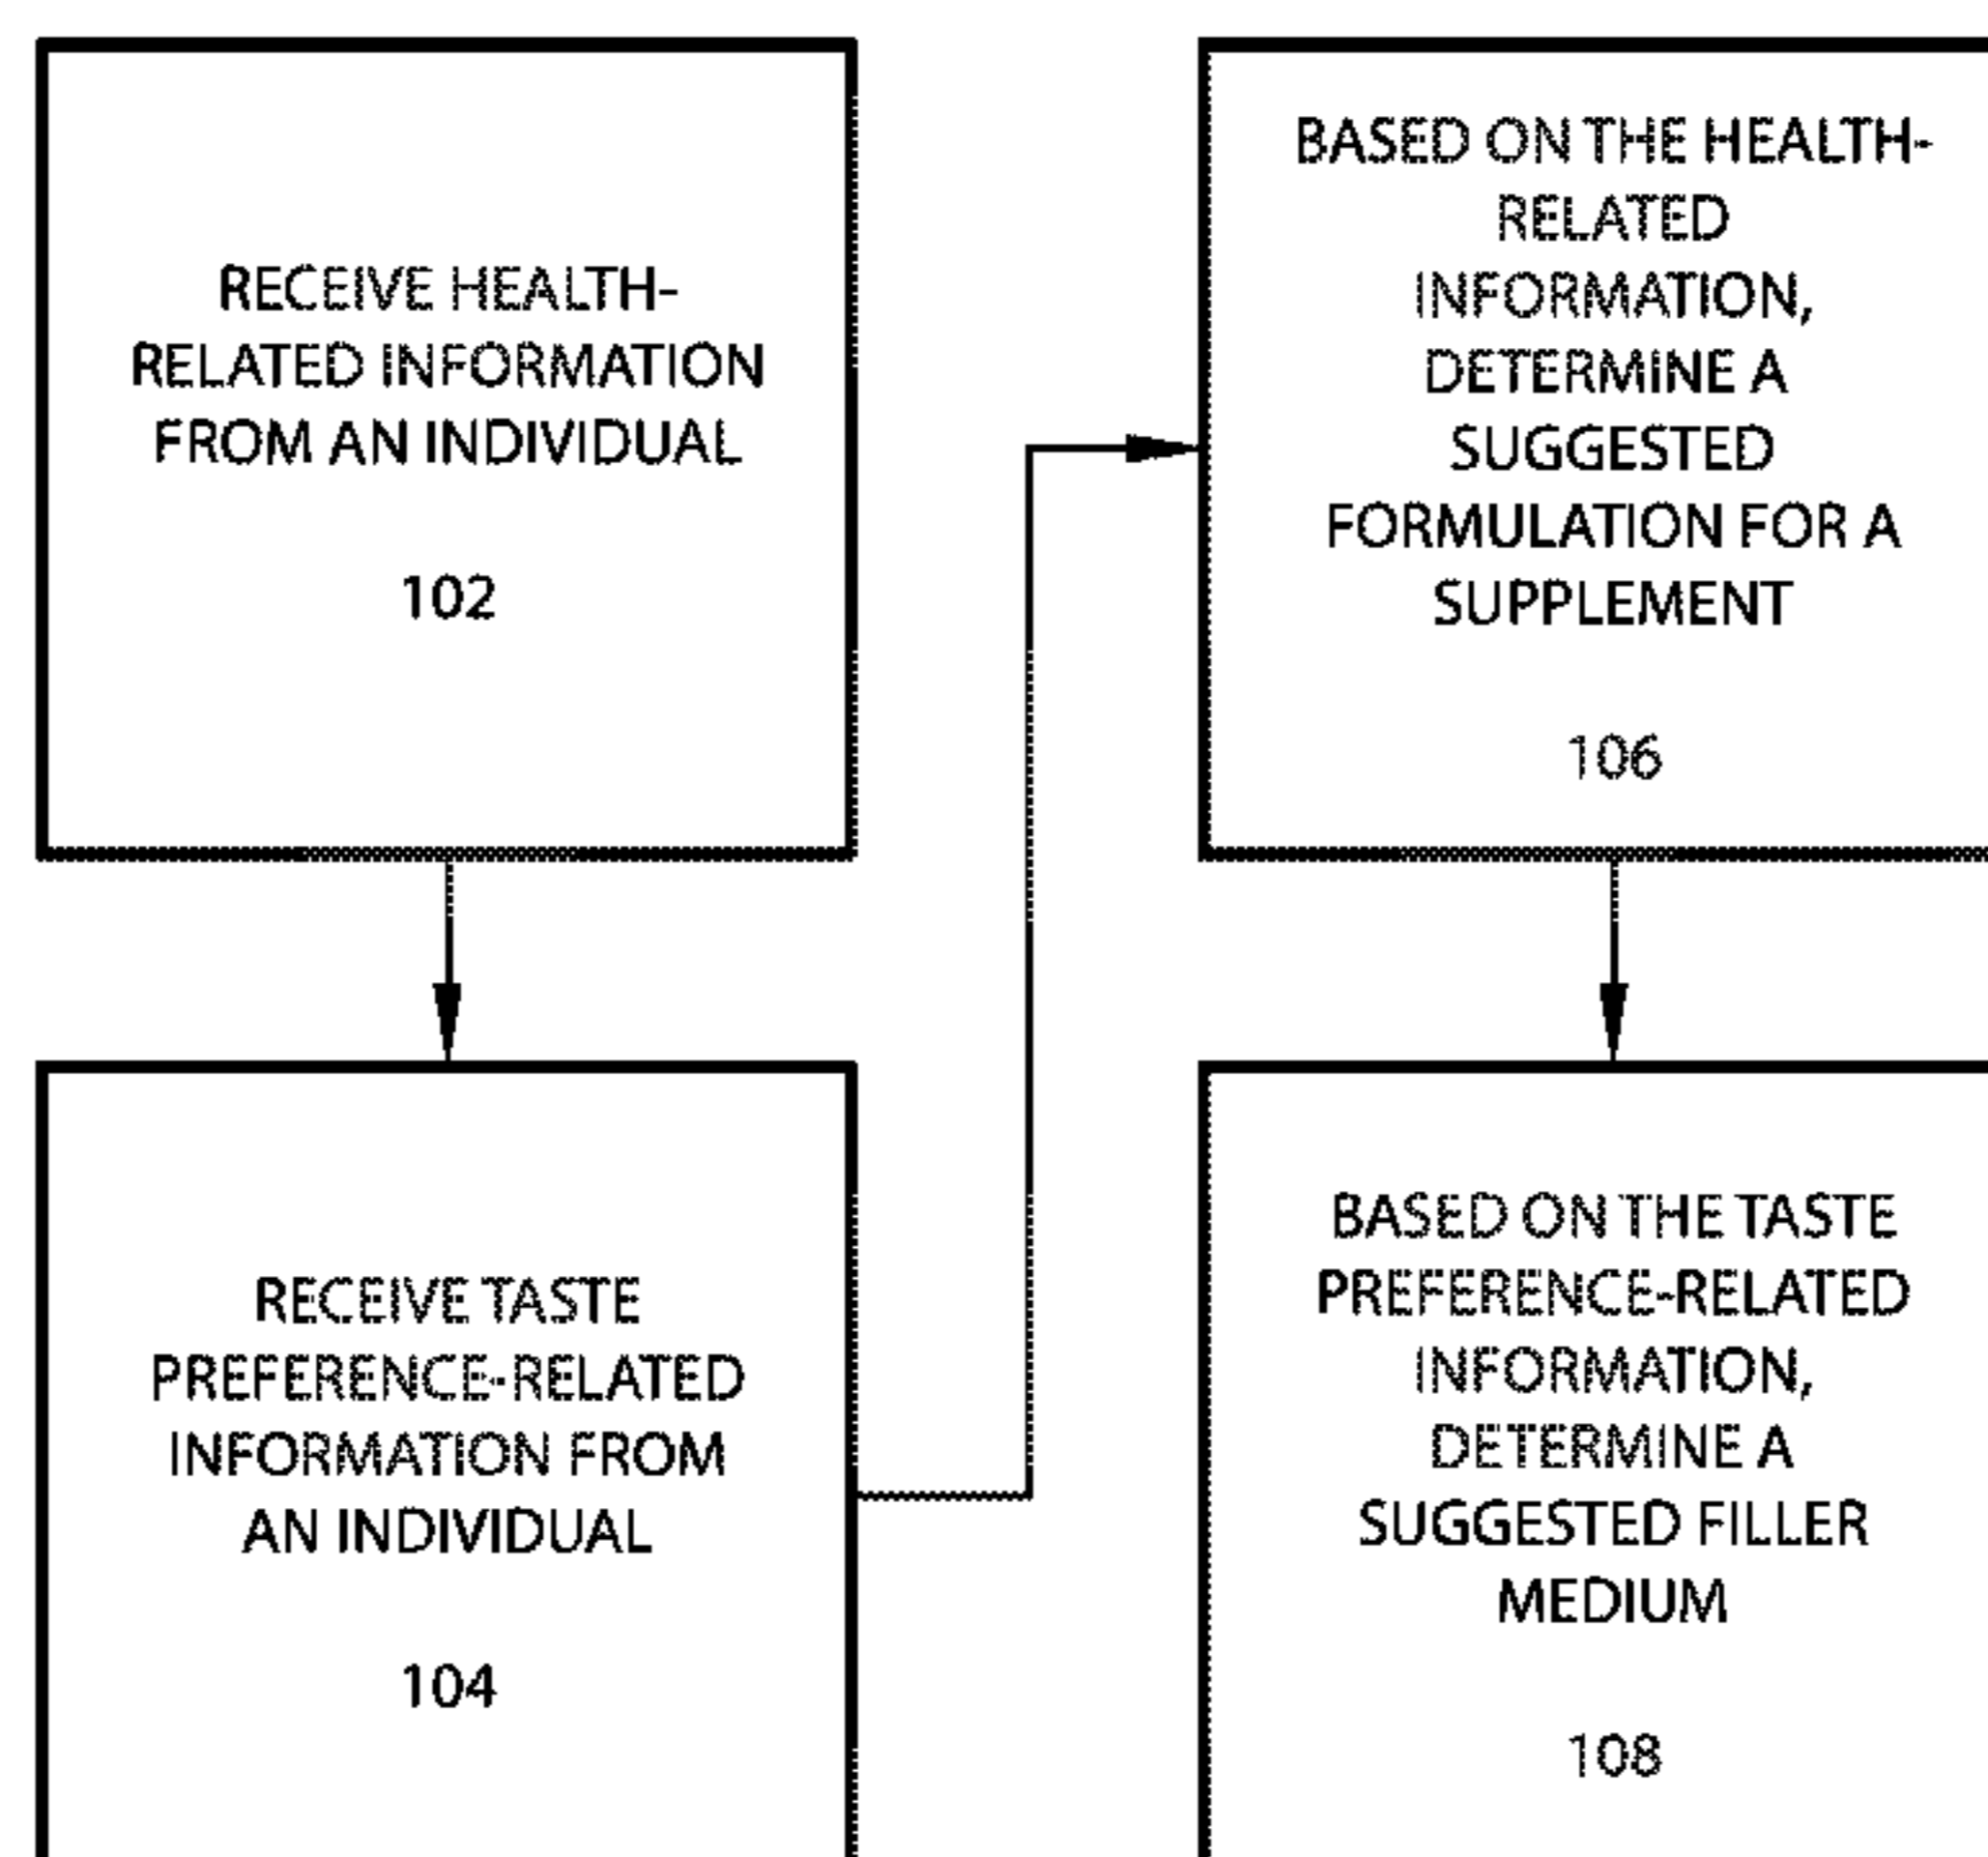 RECEIVE HEALTH-
RELATED INFORMATION
FROM AN INDIVIDUAL
102
RECEIVE TASTE
PREFERENCE-RELATED
INFORMATION FROM
AN INDIVIDUAL
104
BASED ON THE HEALTH-
RELATED
INFORMATION,
DETERMINE A
SUGGESTED
FORMULATION FOR A
SUPPLEMENT
106
BASED ON THE TASTE
PREFERENCE-RELATED
INFORMATION,
DETERMINE A
SUGGESTED FILLER
MEDIUM
108